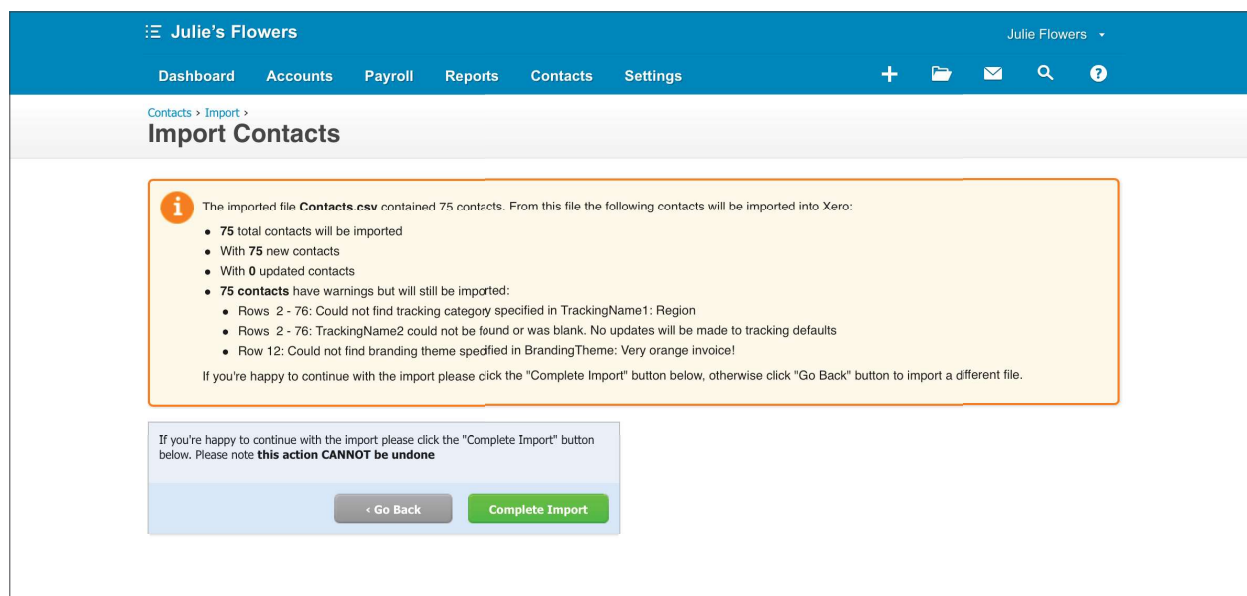 Julie's Flowers
Julie Flowers
Dashboard Accounts Payroll Reports Contacts Settings
Contacts › Import ›
Import Contacts
The imported file Contacts.csv contained 75 contacts. From this file the following contacts will be imported into Xero:
• 75 total contacts will be imported
• With 75 new contacts
• With 0 updated contacts
• 75 contacts have warnings but will still be imported:
• Rows 2 - 76: Could not find tracking category specified in TrackingName1: Region
• Rows 2 - 76: TrackingName2 could not be found or was blank. No updates will be made to tracking defaults
• Row 12: Could not find branding theme specified in BrandingTheme: Very orange invoice!
If you're happy to continue with the import please click the "Complete Import" button below, otherwise click "Go Back" button to import a different file.
If you're happy to continue with the import please click the "Complete Import" button
below. Please note this action CANNOT be undone
‹ Go Back Complete Import